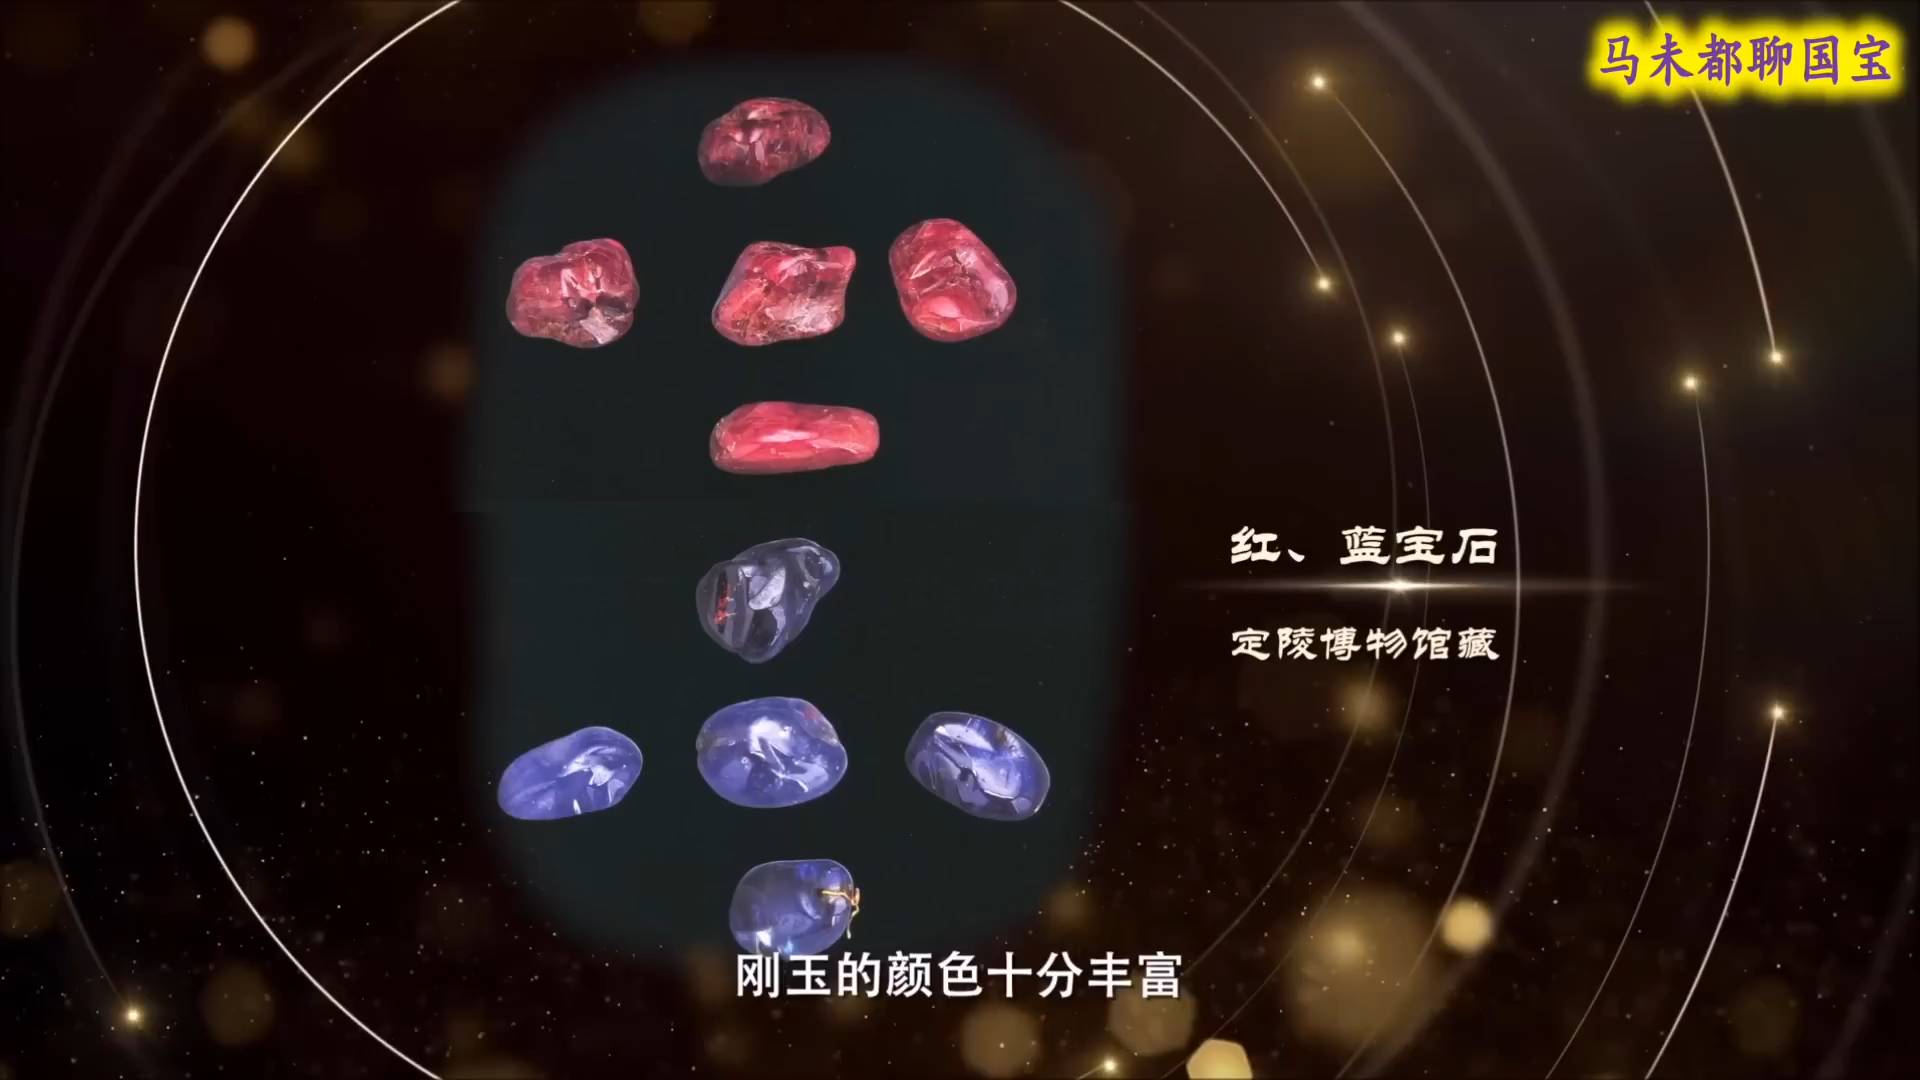 马未都聊国宝
红、蓝宝石
定陵博物馆藏
刚玉的颜色十分丰富